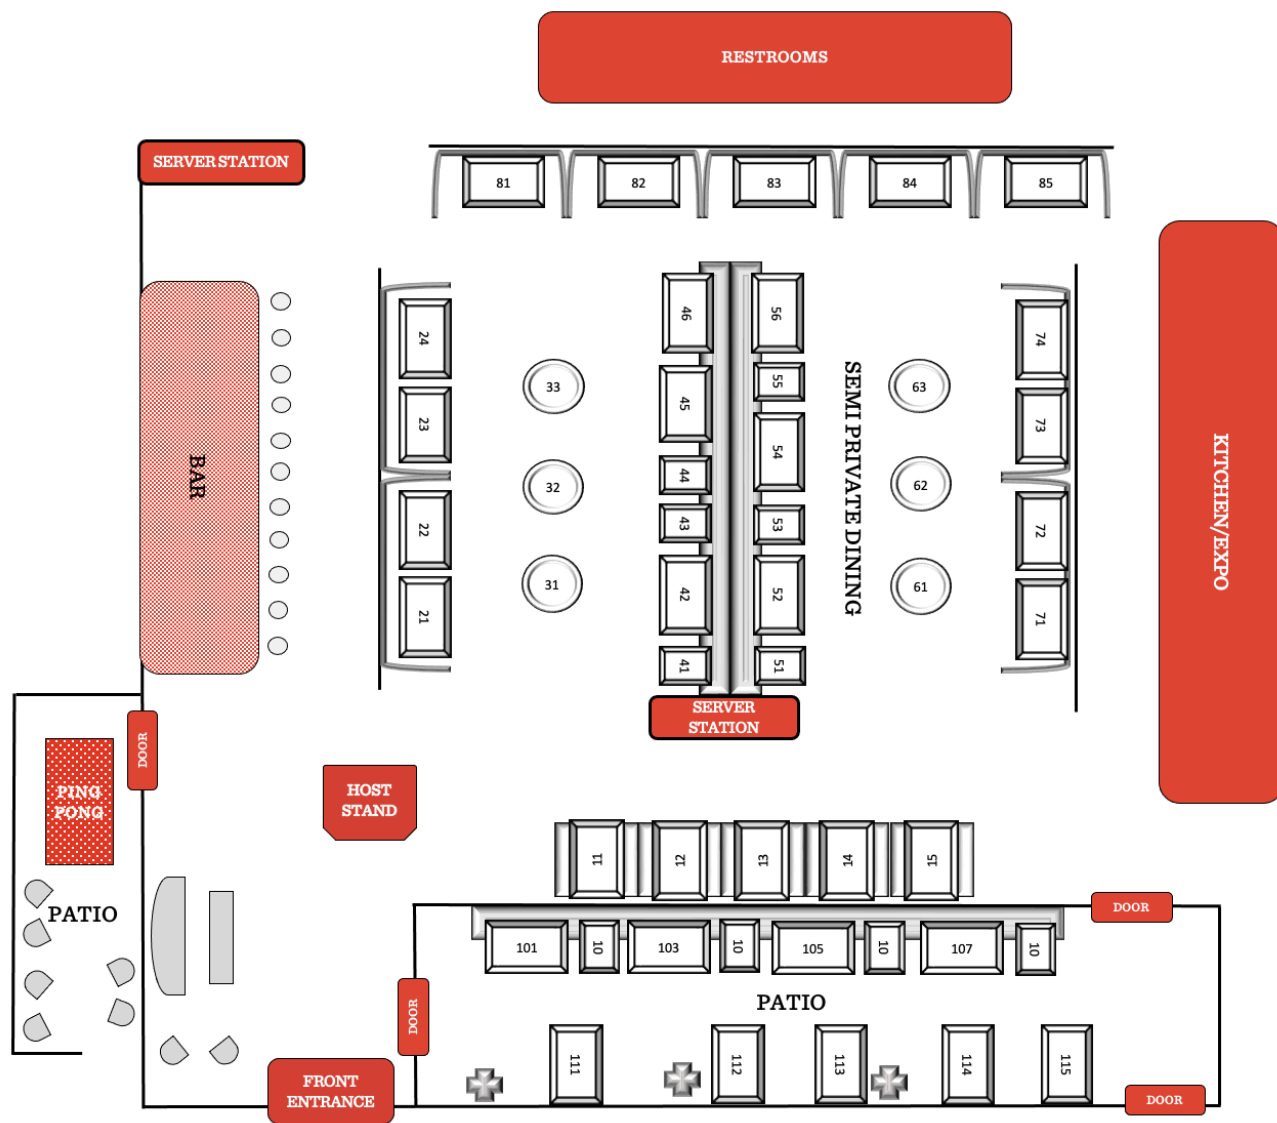 RESTROOMS
SERVER STATION
81
82
83
84
85
BAR
24
23
22
21
33
32
31
46
45
44
43
42
41
56
55
54
53
52
51
SEMI PRIVATE DINING
63
62
61
74
73
72
71
KITCHEN/EXPO
SERVER
STATION
DOOR
PING
PONG
PATIO
HOST
STAND
11
12
13
14
15
DOOR
101
10
103
10
105
10
107
10
DOOR
PATIO
111
112
113
114
115
FRONT
ENTRANCE
DOOR